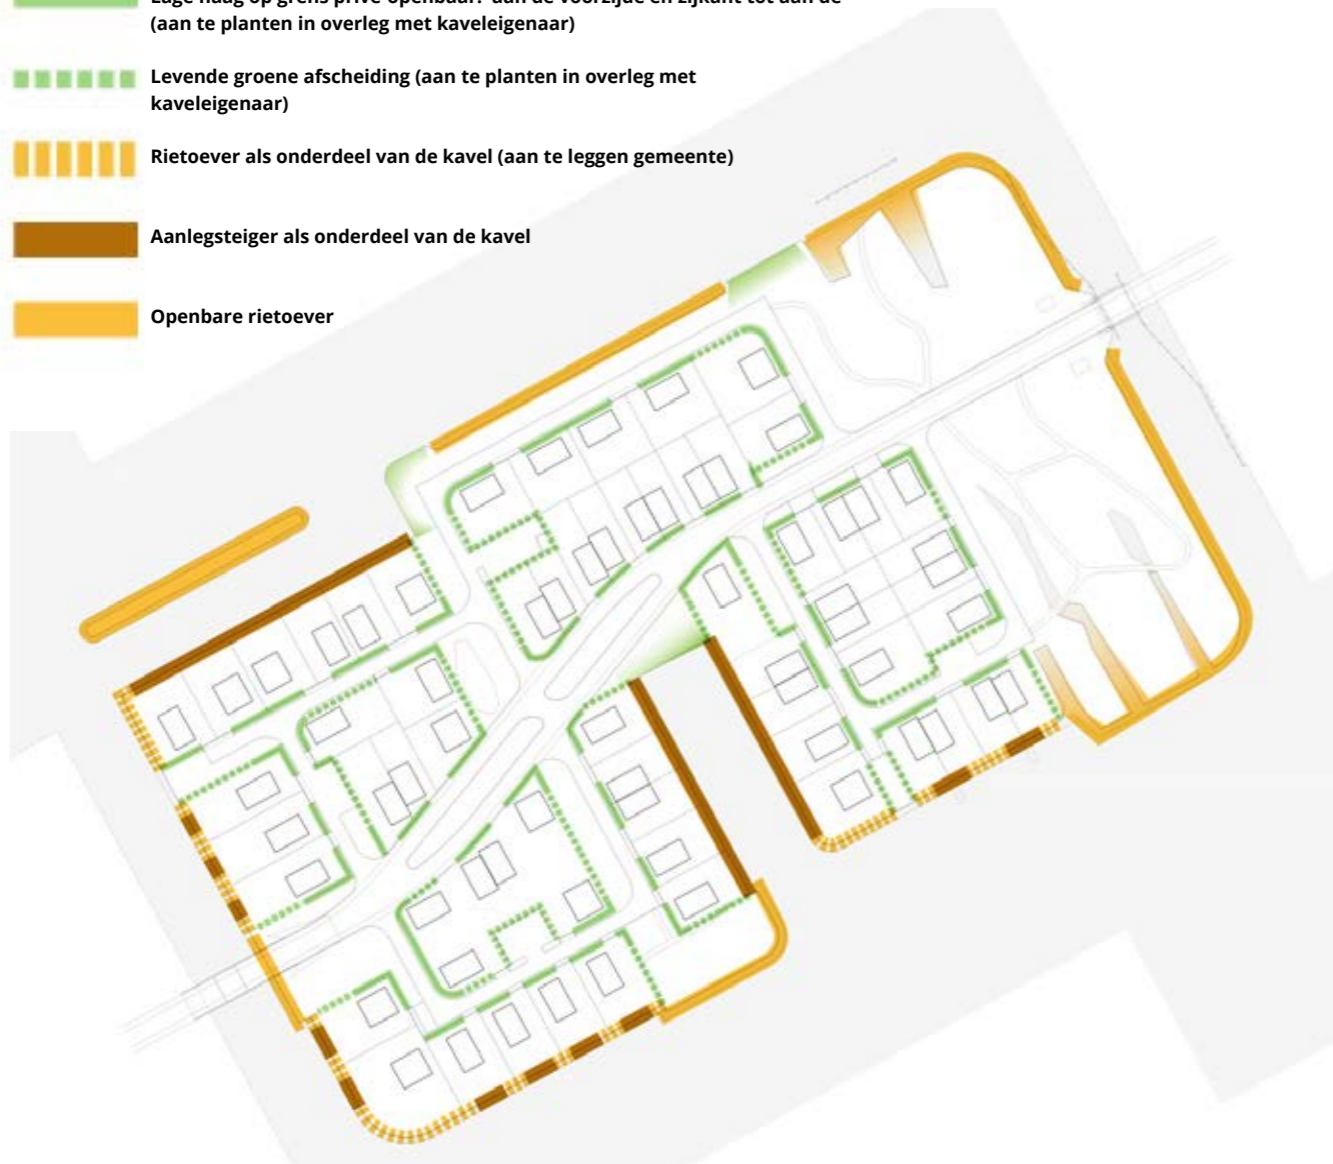 Lage haag op grens privé-openbaar: aan de voorzijde en zijkant tot aan de
(aan te planten in overleg met kaveleigenaar)
Levende groene afscheiding (aan te planten in overleg met
kaveleigenaar)
Rietoever als onderdeel van de kavel (aan te leggen gemeente)
Aanlegsteiger als onderdeel van de kavel
Openbare rietoever